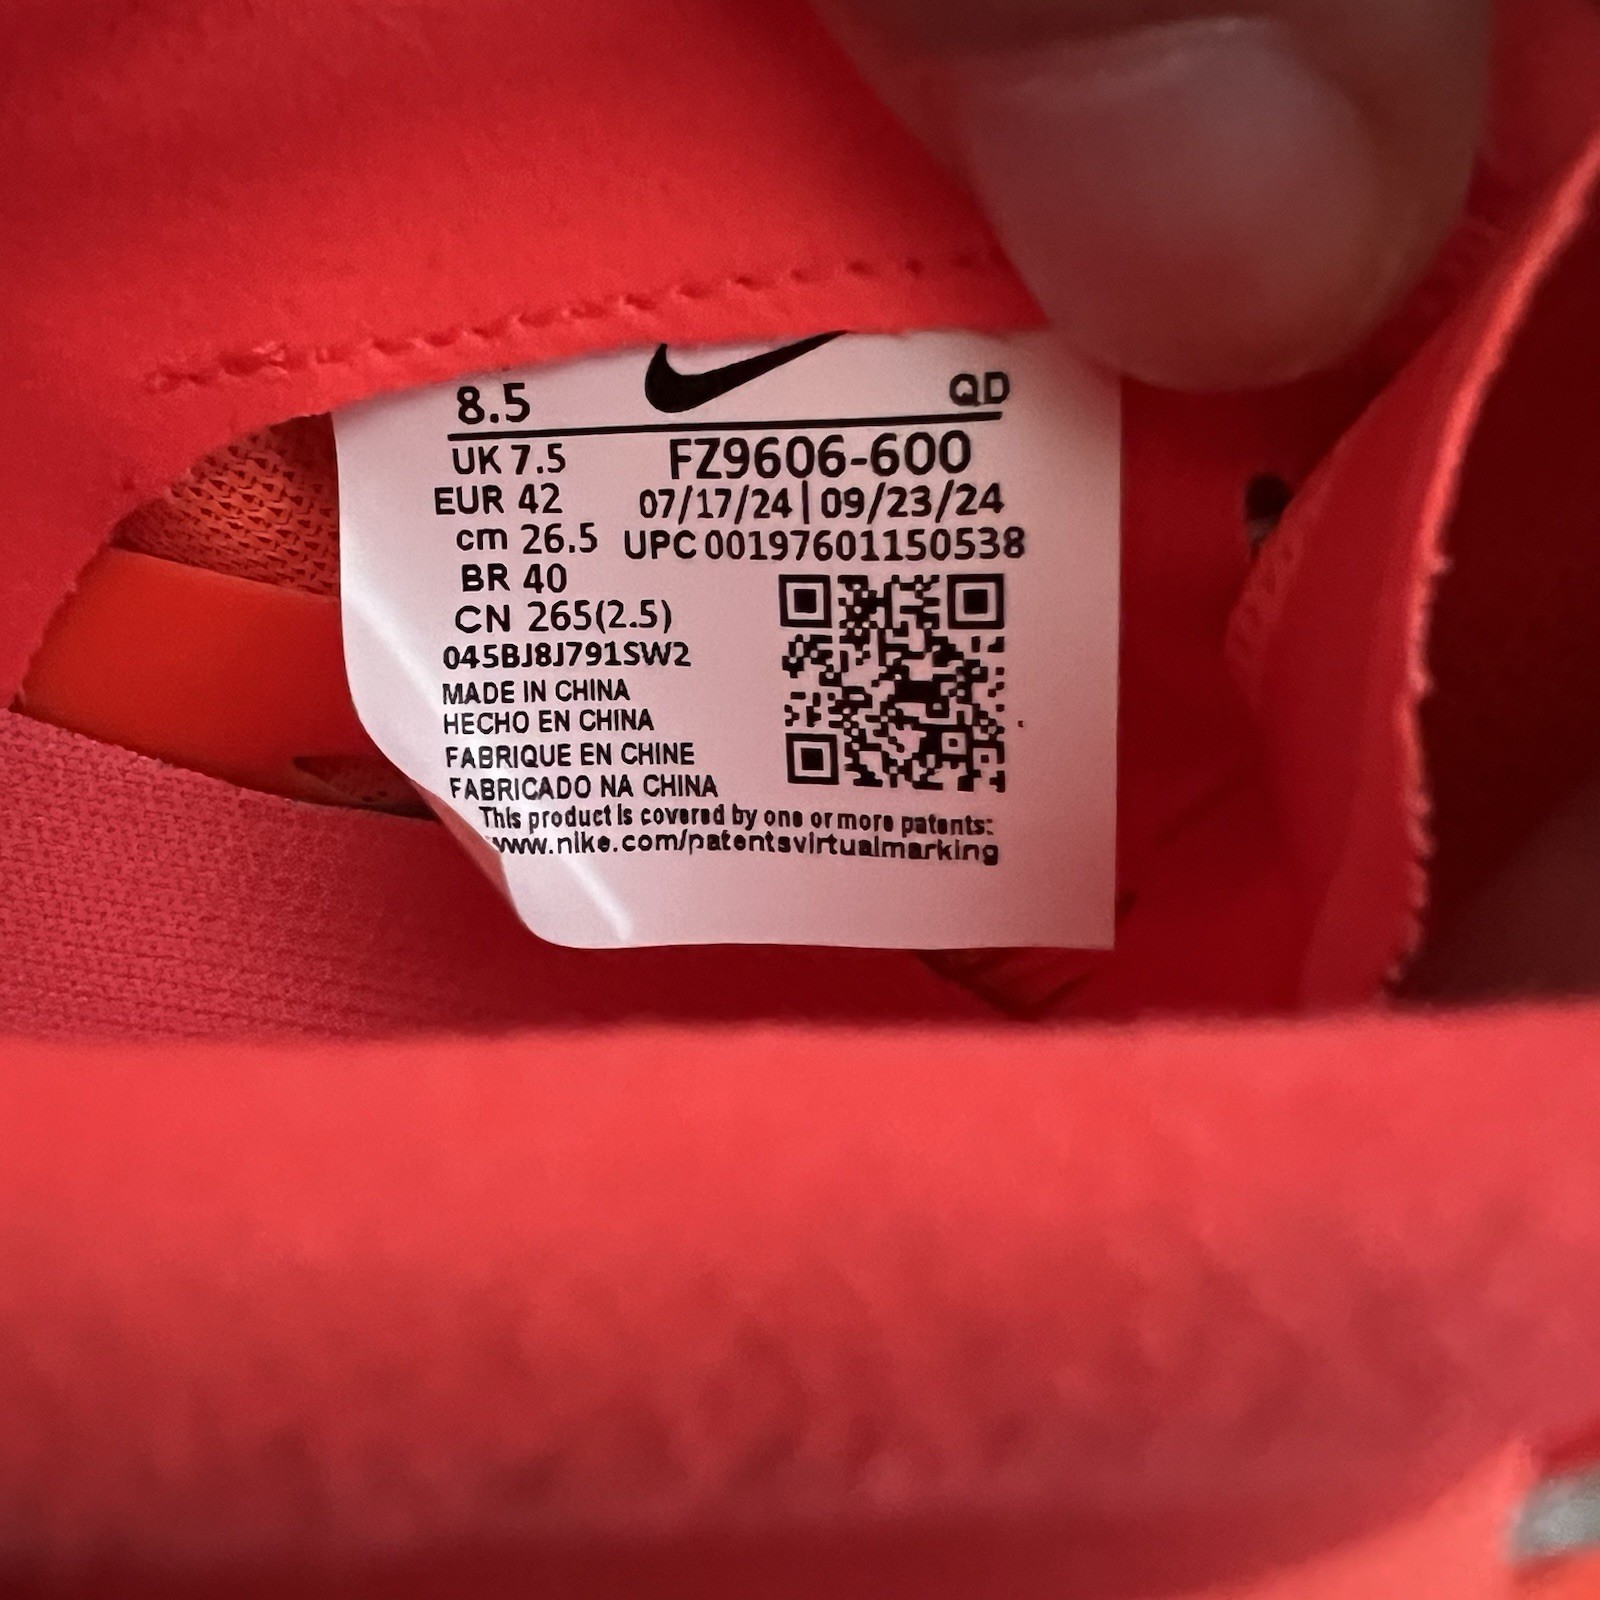 8.5 QD
UK 7.5 FZ9606-600
EUR 42 07/17/24|09/23/24
cm 26.5 UPC 00197601150538
BR 40
CN 265(2.5)
045BJ8J791SW2
MADE IN CHINA
HECHO EN CHINA
FABRIQUE EN CHINE
FABRICADO NA CHINA
This product is covered by one or more patents:
www.nike.com/patentsvirtualmarking